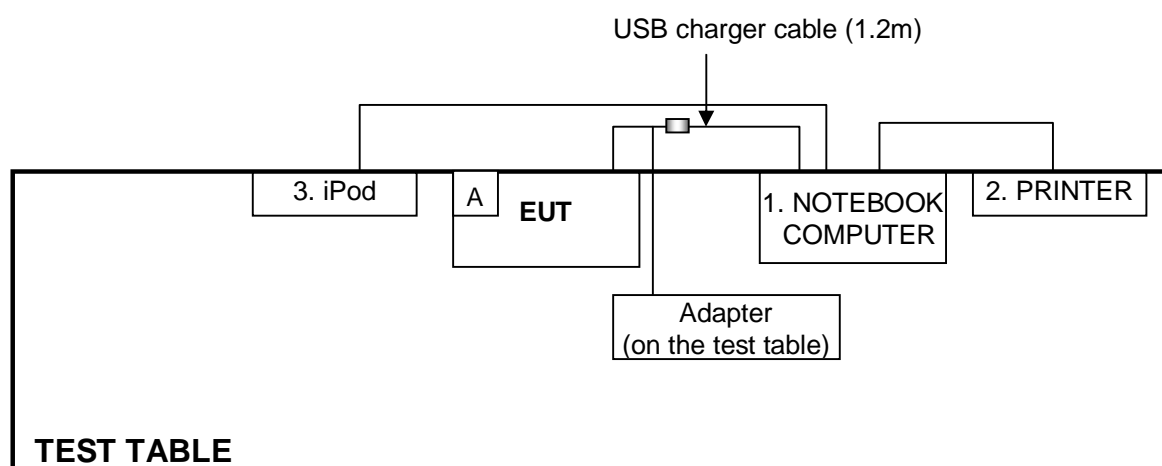 USB charger cable (1.2m)
3. iPod
A
EUT
1. NOTEBOOK
COMPUTER
2. PRINTER
Adapter
(on the test table)
TEST TABLE